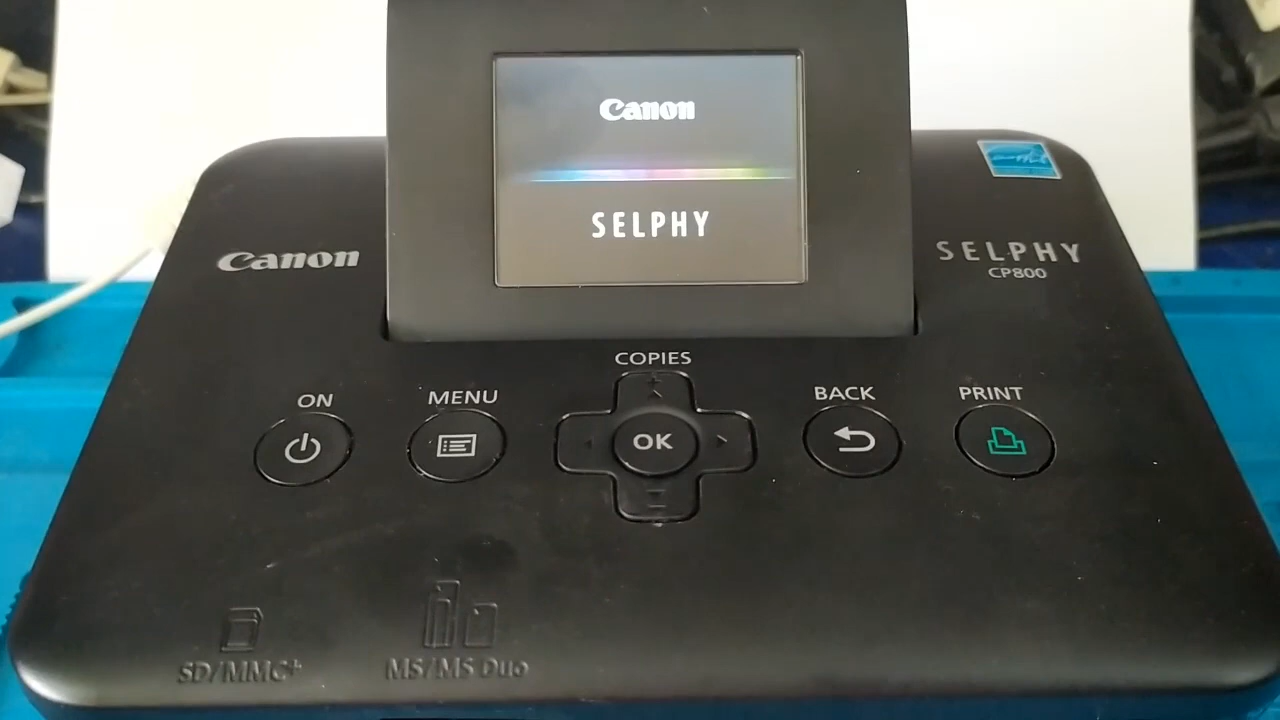 Canon
SELPHY
Canon
SELPHY
CP800
COPIES
ON
MENU
BACK
PRINT
OK
SD/MMC+
MS/MS Duo